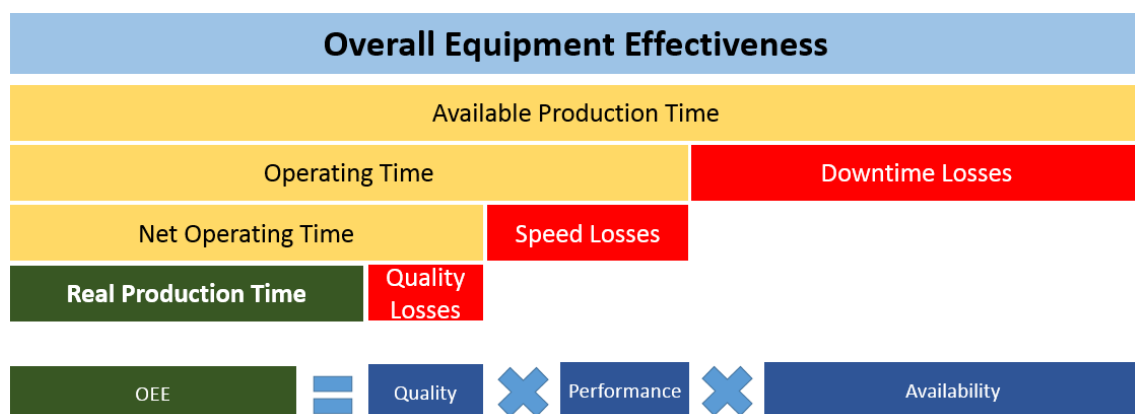 Overall Equipment Effectiveness
Available Production Time
Operating Time
Downtime Losses
Net Operating Time
Speed Losses
Real Production Time
Quality
Losses
OEE
Quality
Performance
Availability